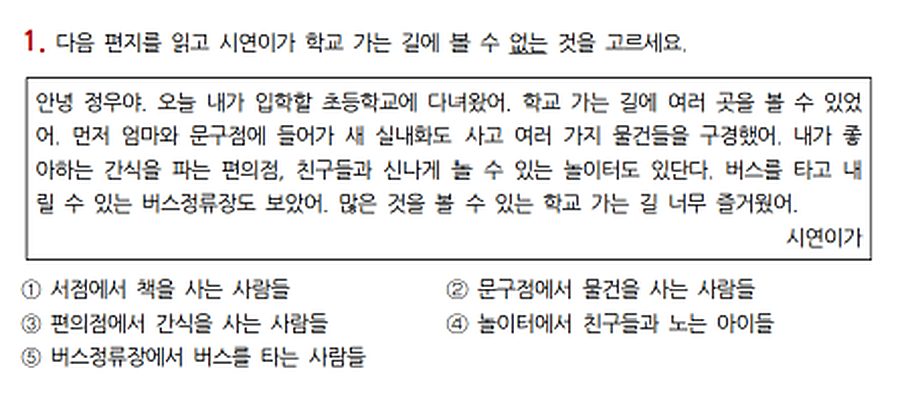 1. 다음 편지를 읽고 시연이가 학교 가는 길에 볼 수 없는 것을 고르세요.
안녕 정우야. 오늘 내가 입학할 초등학교에 다녀왔어. 학교 가는 길에 여러 곳을 볼 수 있었
어. 먼저 엄마와 문구점에 들어가 새 실내화도 사고 여러 가지 물건들을 구경했어. 내가 좋
아하는 간식을 파는 편의점, 친구들과 신나게 놀 수 있는 놀이터도 있단다. 버스를 타고 내
릴 수 있는 버스정류장도 보았어. 많은 것을 볼 수 있는 학교 가는 길 너무 즐거웠어.
시연이가
① 서점에서 책을 사는 사람들 ② 문구점에서 물건을 사는 사람들
③ 편의점에서 간식을 사는 사람들 ④ 놀이터에서 친구들과 노는 아이들
⑤ 버스정류장에서 버스를 타는 사람들